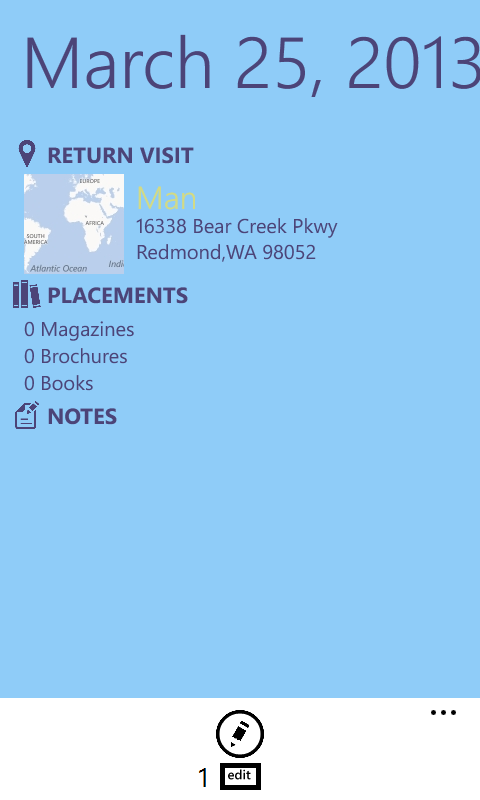 March 25, 2013
RETURN VISIT
EUROPE
AFRICA
SOUTH
AMERICA
Atlantic Ocean
Indi
Man
16338 Bear Creek Pkwy
Redmond,WA 98052
PLACEMENTS
0 Magazines
0 Brochures
0 Books
NOTES
1 edit